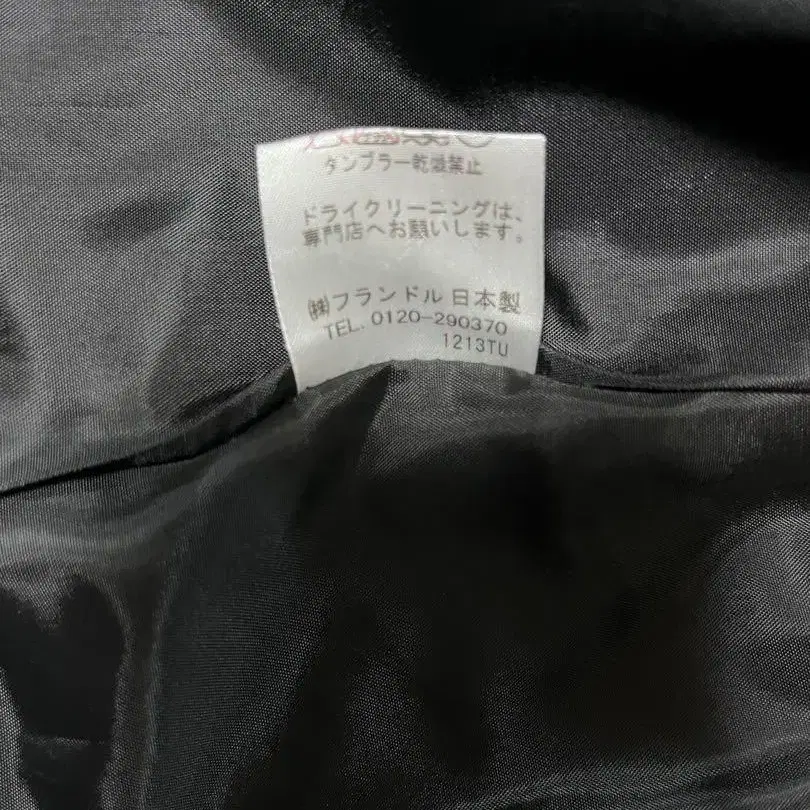 タンブラー乾燥禁止
ドライクリーニングは、
専門店へお願いします。
㈱フランドル 日本製
TEL. 0120-290370
1213TU